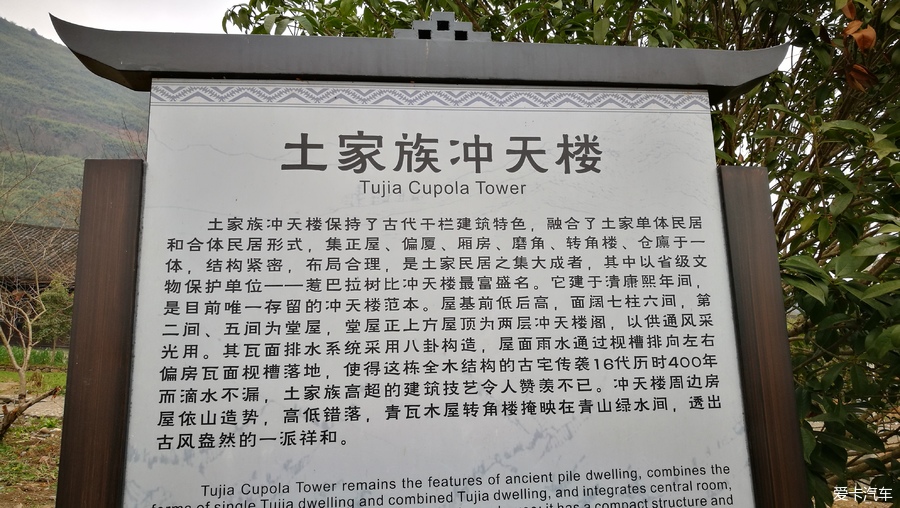 土家族冲天楼
Tujia Cupola Tower
土家族冲天楼保持了古代干栏建筑特色，融合了土家单体民居
和合体民居形式，集正屋、偏厦、厢房、磨角、转角楼、仓廒于一
体，结构紧密，布局合理，是土家民居之集大成者，其中以省级文
物保护单位——惹巴拉树比冲天楼最富盛名。它建于清康熙年间，
是目前唯一存留的冲天楼范本。屋基前低后高，面阔七柱六间，第
二间、五间为堂屋，堂屋正上方屋顶为两层冲天楼阁，以供通风采
光用。其瓦面排水系统采用八卦构造，屋面雨水通过枧槽排向左右
偏房瓦面枧槽落地，使得这栋全木结构的古宅传袭16代历时400年
而滴水不漏，土家族高超的建筑技艺令人赞羡不已。冲天楼周边房
屋依山造势，高低错落，青瓦木屋转角楼掩映在青山绿水间，透出
古风盎然的一派祥和。
Tujia Cupola Tower remains the features of ancient pile dwelling, combines the
forms of single Tujia dwelling and combined Tujia dwelling, and integrates central room,
it has a compact structure and
爱卡汽车